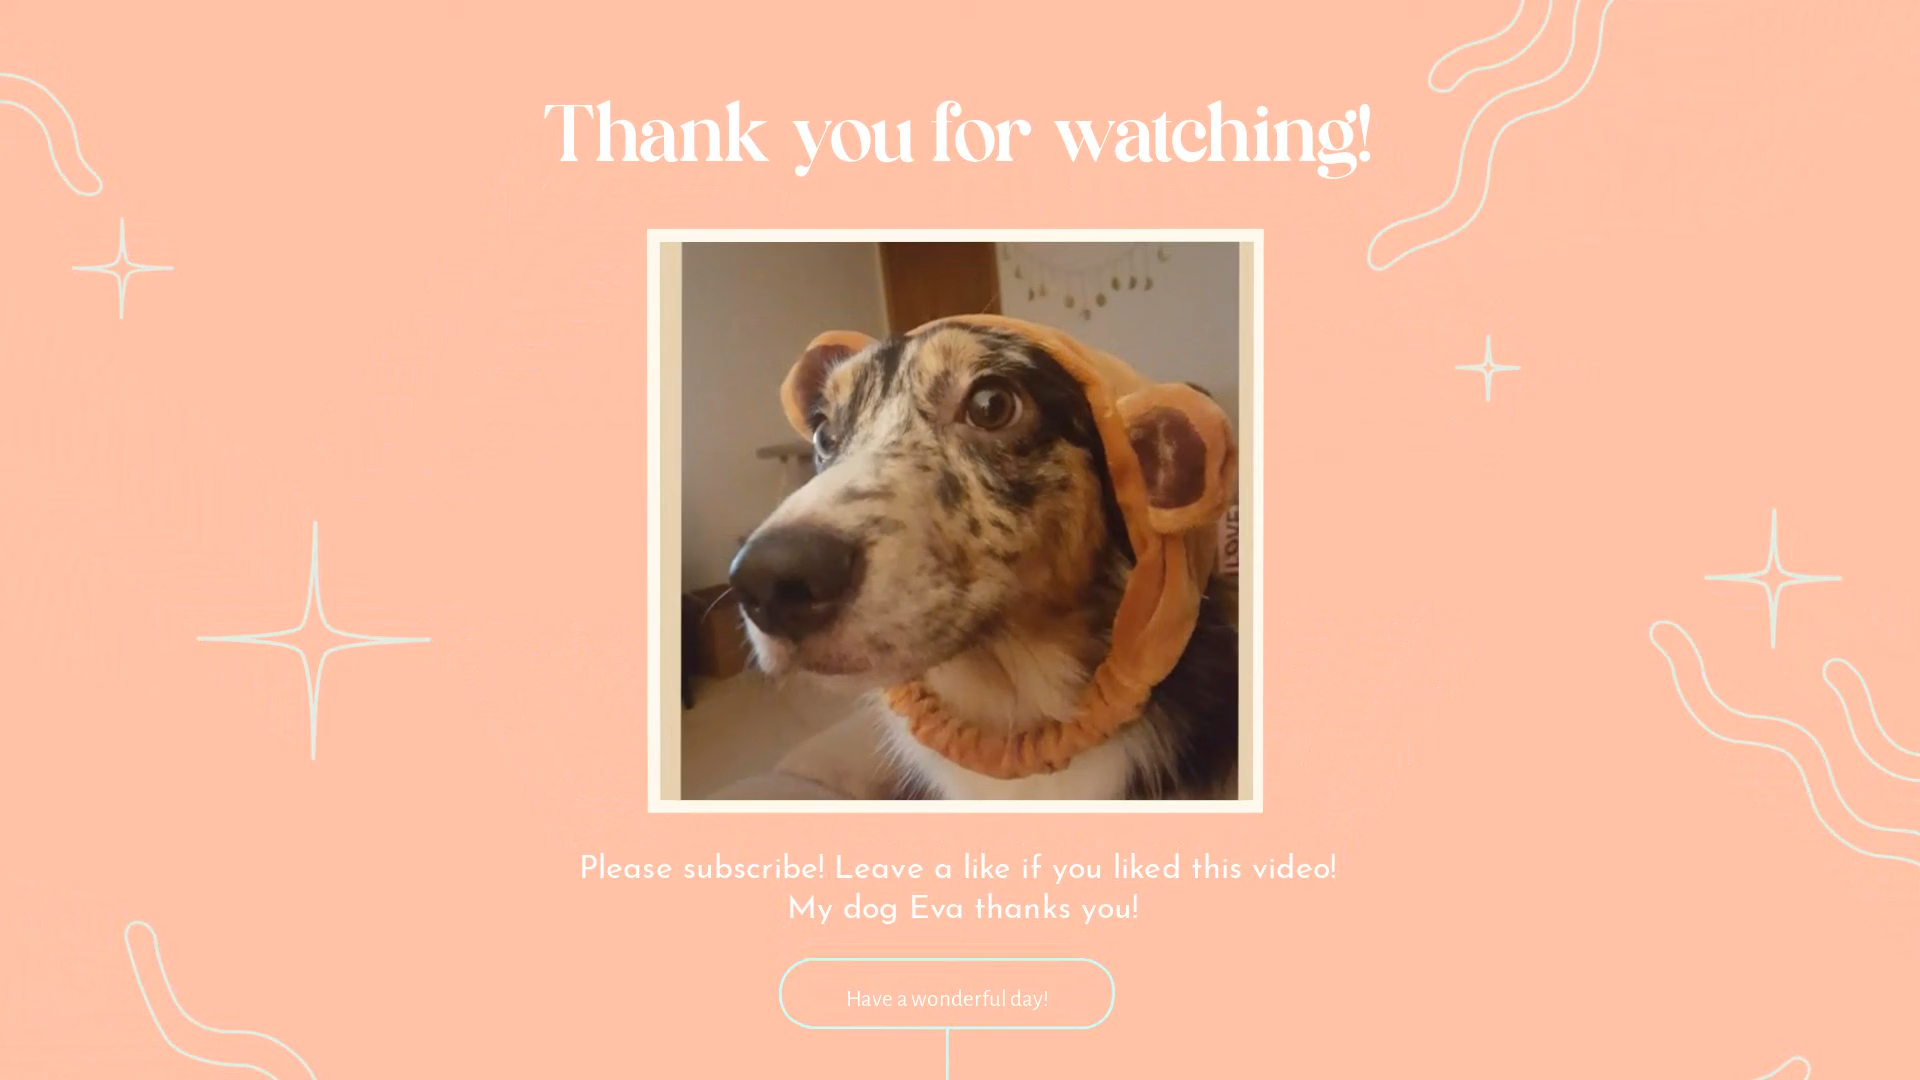 Thank you for watching!
LOVE
Please subscribe! Leave a like if you liked this video!
My dog Eva thanks you!
Have a wonderful day!